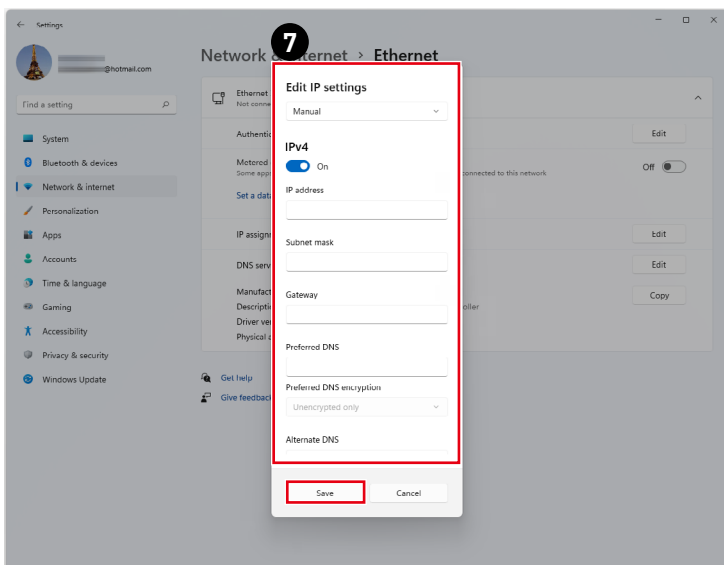 Settings
@hotmail.com
Find a setting
System
Bluetooth & devices
Network & internet
Personalization
Apps
Accounts
Time & language
Gaming
Accessibility
Privacy & security
Windows Update
Network & internet > Ethernet
7
Ethernet
Not conne
Authentic
Edit
Metered
Some app
connected to this network
Off
Set a data
IP assign
Edit
DNS serv
Edit
Manufact
Copy
Descripti
oller
Driver ve
Physical a
Get help
Give feedback
Edit IP settings
Manual
IPv4
On
IP address
Subnet mask
Gateway
Preferred DNS
Preferred DNS encryption
Unencrypted only
Alternate DNS
Save
Cancel